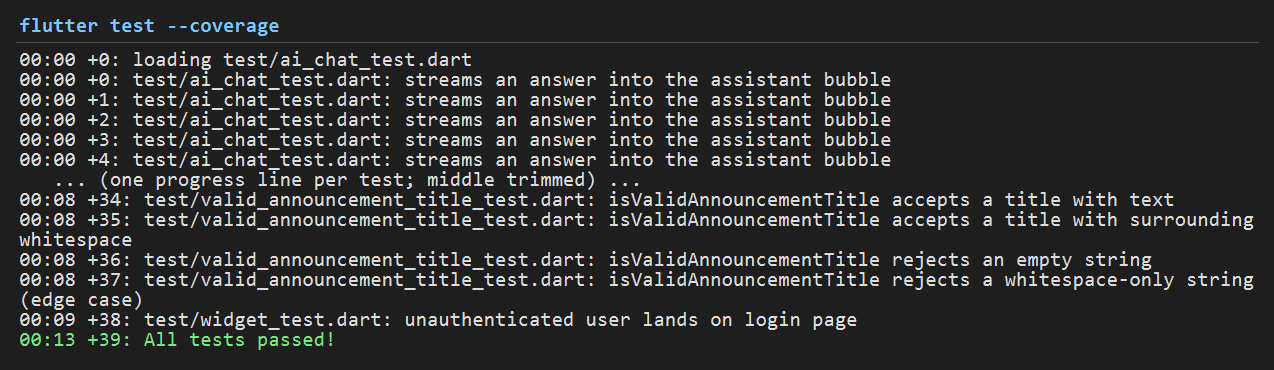 flutter test --coverage
00:00 +0: loading test/ai_chat_test.dart
00:00 +0: test/ai_chat_test.dart: streams an answer into the assistant bubble
00:00 +1: test/ai_chat_test.dart: streams an answer into the assistant bubble
00:00 +2: test/ai_chat_test.dart: streams an answer into the assistant bubble
00:00 +3: test/ai_chat_test.dart: streams an answer into the assistant bubble
00:00 +4: test/ai_chat_test.dart: streams an answer into the assistant bubble
   ... (one progress line per test; middle trimmed) ...
00:08 +34: test/valid_announcement_title_test.dart: isValidAnnouncementTitle accepts a title with text
00:08 +35: test/valid_announcement_title_test.dart: isValidAnnouncementTitle accepts a title with surrounding
whitespace
00:08 +36: test/valid_announcement_title_test.dart: isValidAnnouncementTitle rejects an empty string
00:08 +37: test/valid_announcement_title_test.dart: isValidAnnouncementTitle rejects a whitespace-only string
(edge case)
00:09 +38: test/widget_test.dart: unauthenticated user lands on login page
00:13 +39: All tests passed!